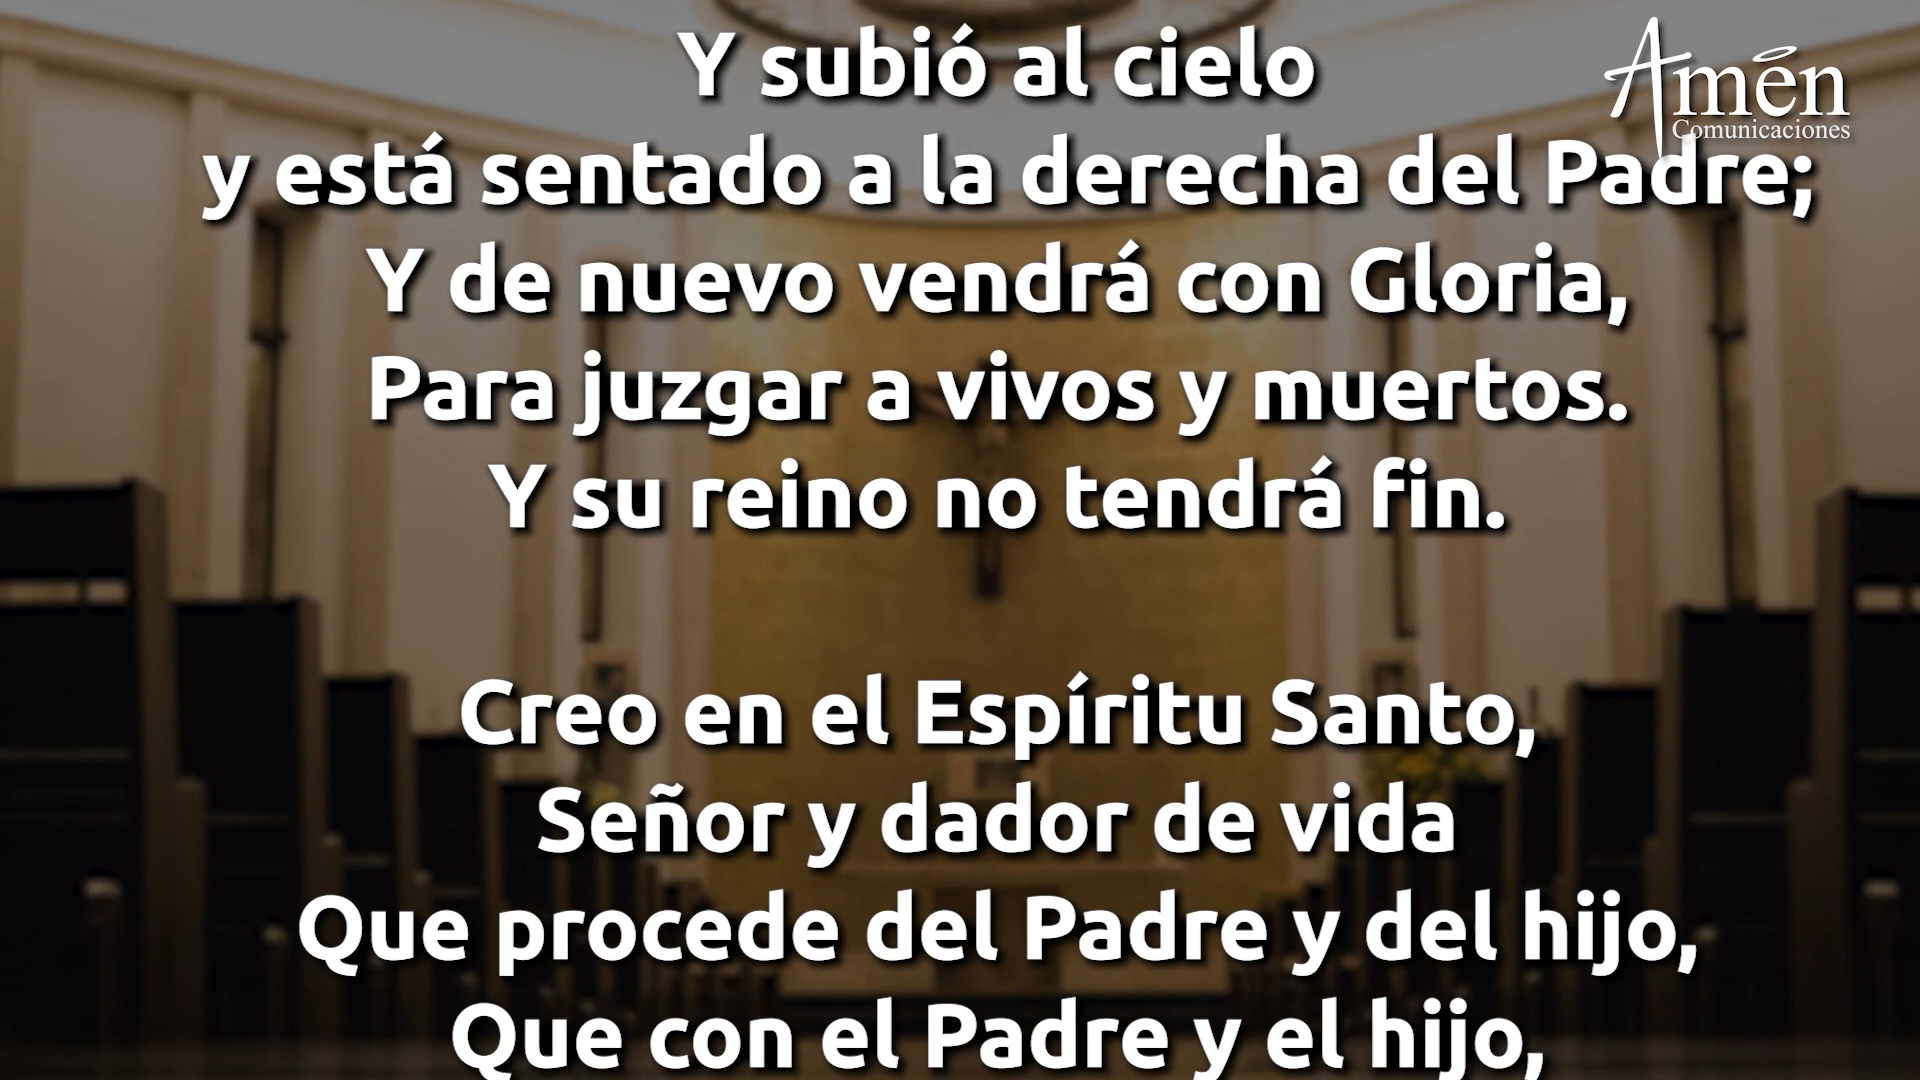 Y subió al cielo
Amén
Comunicaciones
y está sentado a la derecha del Padre;
Y de nuevo vendrá con Gloria,
Para juzgar a vivos y muertos.
Y su reino no tendrá fin.
Creo en el Espíritu Santo,
Señor y dador de vida
Que procede del Padre y del hijo,
Que con el Padre y el hijo,